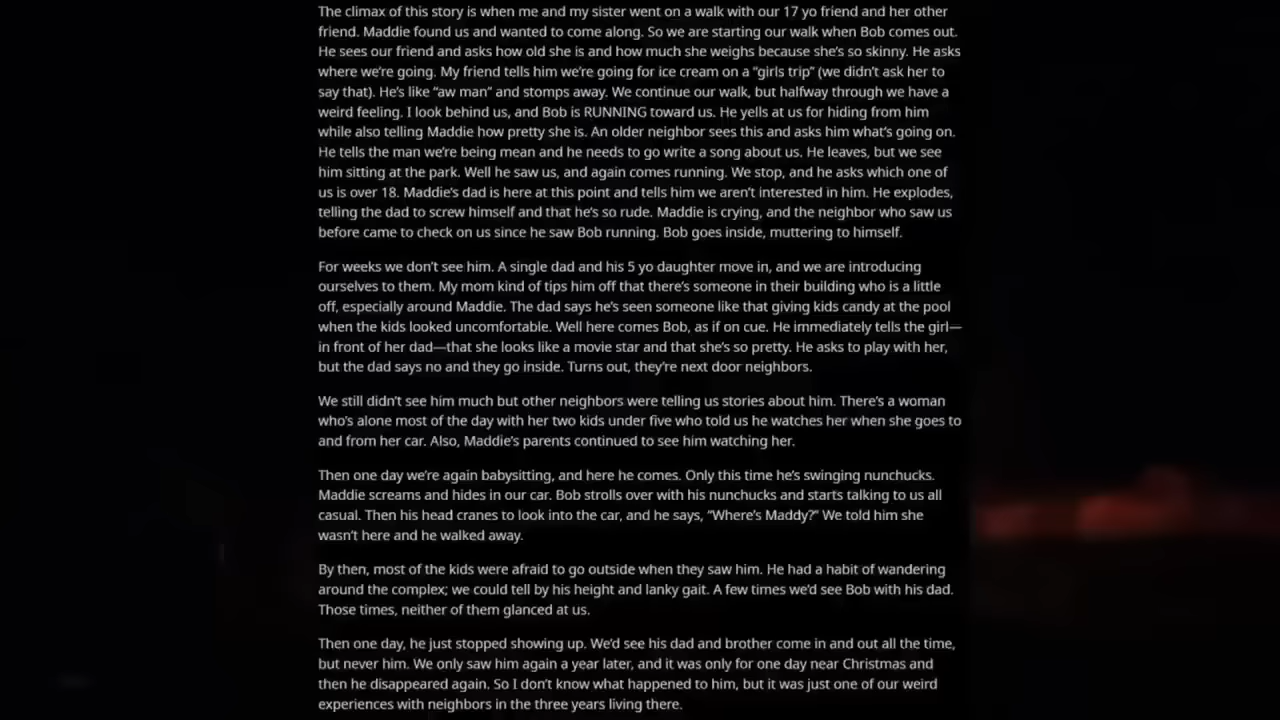 The climax of this story is when me and my sister went on a walk with our 17 yo friend and her other
friend. Maddie found us and wanted to come along. So we are starting our walk when Bob comes out.
He sees our friend and asks how old she is and how much she weighs because she's so skinny. He asks
where we're going. My friend tells him we're going for ice cream on a "girls trip" (we didn't ask her to
say that). He's like "aw man" and stomps away. We continue our walk, but halfway through we have a
weird feeling. I look behind us, and Bob is RUNNING toward us. He yells at us for hiding from him
while also telling Maddie how pretty she is. An older neighbor sees this and asks him what's going on.
He tells the man we're being mean and he needs to go write a song about us. He leaves, but we see
him sitting at the park. Well he saw us, and again comes running. We stop, and he asks which one of
us is over 18. Maddie's dad is here at this point and tells him we aren't interested in him. He explodes,
telling the dad to screw himself and that he's so rude. Maddie is crying, and the neighbor who saw us
before came to check on us since he saw Bob running. Bob goes inside, muttering to himself.
For weeks we don't see him. A single dad and his 5 yo daughter move in, and we are introducing
ourselves to them. My mom kind of tips him off that there's someone in their building who is a little
off, especially around Maddie. The dad says he's seen someone like that giving kids candy at the pool
when the kids looked uncomfortable. Well here comes Bob, as if on cue. He immediately tells the girl—
in front of her dad—that she looks like a movie star and that she's so pretty. He asks to play with her,
but the dad says no and they go inside. Turns out, they're next door neighbors.
We still didn't see him much but other neighbors were telling us stories about him. There's a woman
who's alone most of the day with her two kids under five who told us he watches her when she goes to
and from her car. Also, Maddie's parents continued to see him watching her.
Then one day we're again babysitting, and here he comes. Only this time he's swinging nunchucks.
Maddie screams and hides in our car. Bob strolls over with his nunchucks and starts talking to us all
casual. Then his head cranes to look into the car, and he says, "Where's Maddy?" We told him she
wasn't here and he walked away.
By then, most of the kids were afraid to go outside when they saw him. He had a habit of wandering
around the complex; we could tell by his height and lanky gait. A few times we'd see Bob with his dad.
Those times, neither of them glanced at us.
Then one day, he just stopped showing up. We'd see his dad and brother come in and out all the time,
but never him. We only saw him again a year later, and it was only for one day near Christmas and
then he disappeared again. So I don't know what happened to him, but it was just one of our weird
experiences with neighbors in the three years living there.